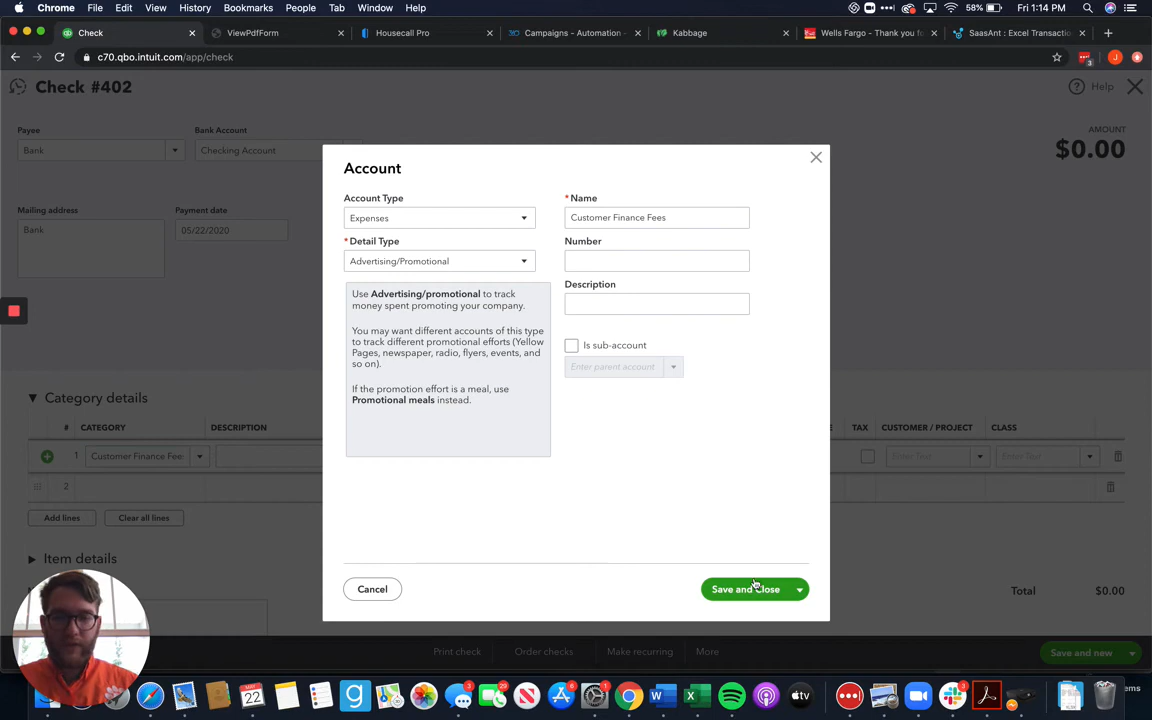 Chrome File Edit View History Bookmarks People Tab Window Help 58% Fri 1:14 PM
Check ViewPdfForm Housecall Pro Campaigns - Automation - Kabbage Wells Fargo - Thank you fo SaasAnt : Excel Transactio
c70.qbo.intuit.com/app/check 3 J
Check #402 Help
Payee Bank Account AMOUNT
Bank Checking Account $0.00
Mailing address Payment date
Bank 05/22/2020
Account
Account Type * Name
Expenses Customer Finance Fees
* Detail Type Number
Advertising/Promotional
Description
Use Advertising/promotional to track
money spent promoting your company.
You may want different accounts of this type
to track different promotional efforts (Yellow
Pages, newspaper, radio, flyers, events, and
so on).
If the promotion effort is a meal, use
Promotional meals instead.
Is sub-account
Enter parent account
Category details
# CATEGORY DESCRIPTION TAX CUSTOMER / PROJECT CLASS
1 Customer Finance Fee Enter Text Enter Text
2
Add lines Clear all lines
Item details
Cancel Save and close
Total $0.00
Print check Order checks Make recurring More Save and new